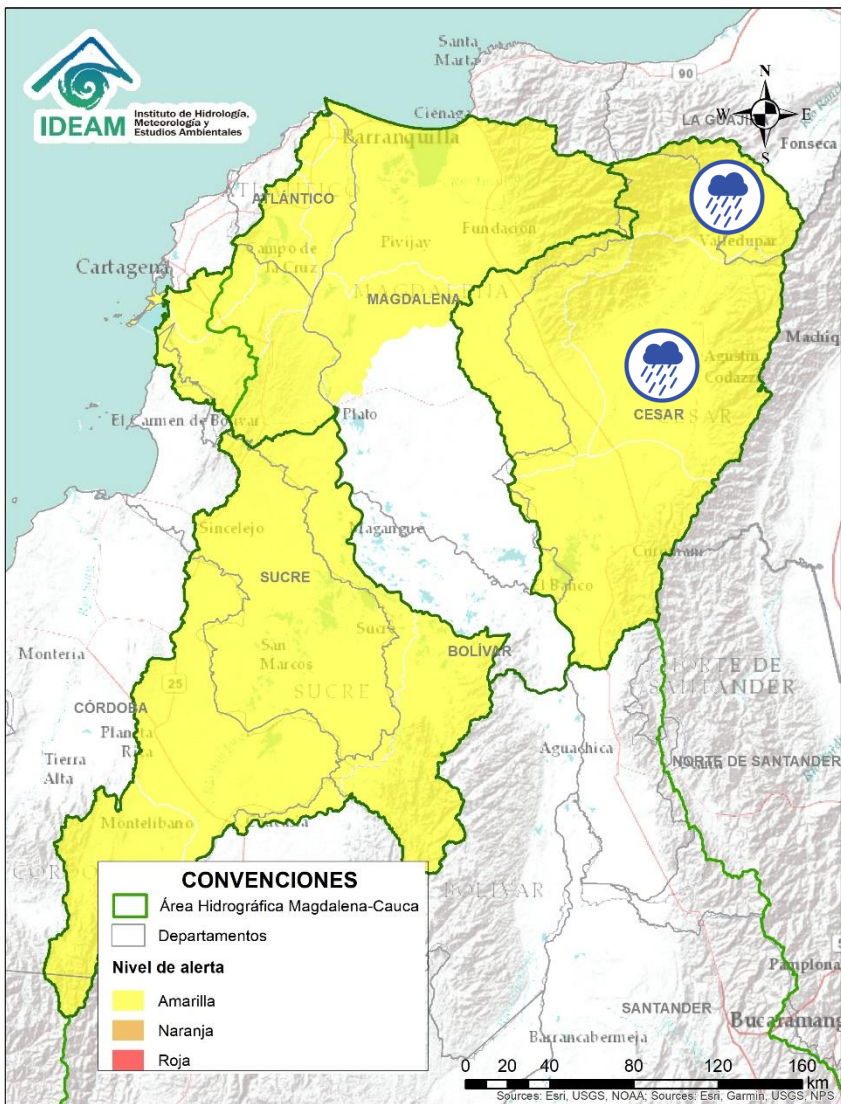 IDEAM
Instituto de Hidrología,
Meteorología y
Estudios Ambientales
Santa
Marta
90
N
W
E
S
Ciénaga
LA GUAJIRA
Fonseca
Barranquilla
ATLÁNTICO
Valledupar
Fundación
Pivijay
Campo de
la Cruz
Cartagena
MAGDALENA
Machiq
Agustín
Codazzi
CESAR
CESAR
El Carmen de Bolívar
Plato
Sincelejo
Magangué
SUCRE
El Banco
Sucre
San
Marcos
BOLÍVAR
Montería
25
SUCRE
NORTE DE
SANTANDER
CÓRDOBA
Planeta
Rica
Aguachica
Tierra
Alta
NORTE DE SANTANDER
Montelíbano
BOLÍVAR
CONVENCIONES
Área Hidrográfica Magdalena-Cauca
Departamentos
Nivel de alerta
Amarilla
Naranja
Roja
Pamplona
SANTANDER
Bucaramang
Barrancabermeja
0 20 40 80 120 160
km
Sources: Esri, USGS, NOAA; Sources: Esri, Garmin, USGS, NPS